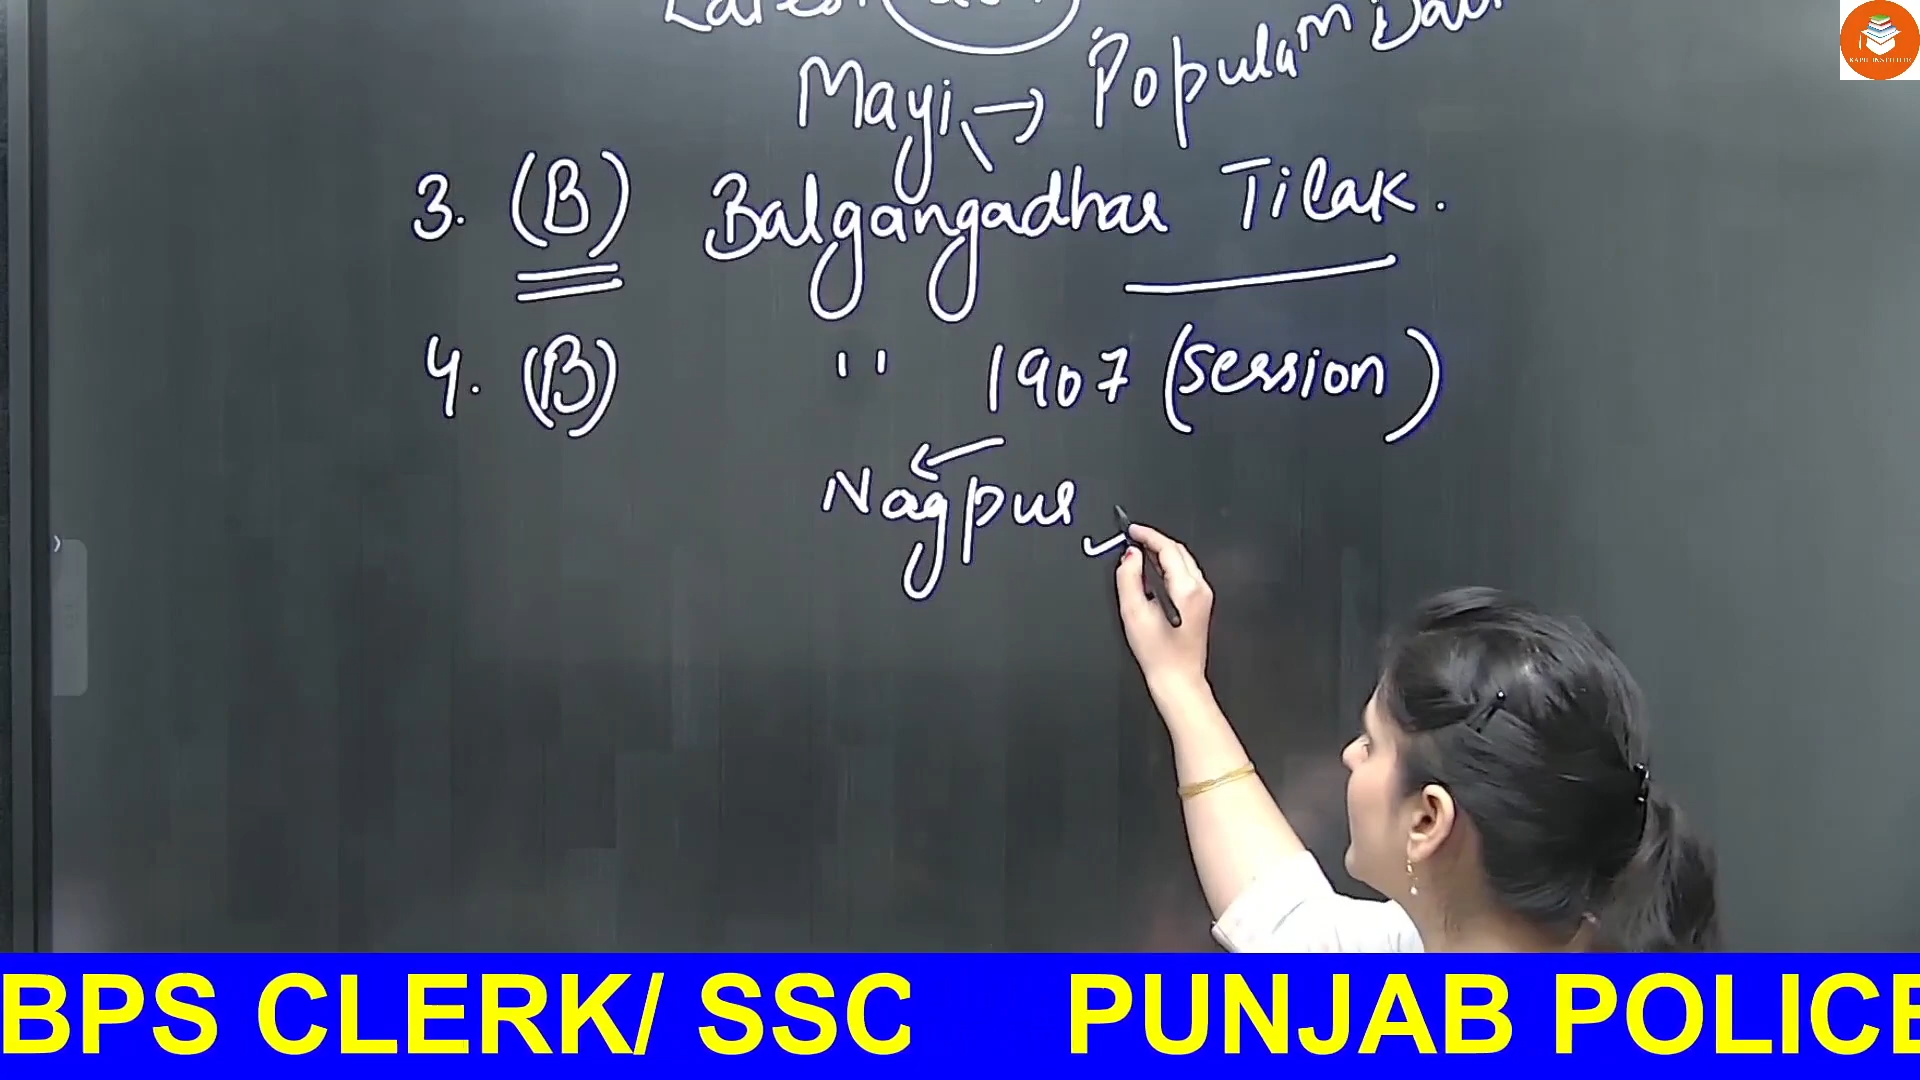 Mayi → Popular
3. (B) Balgangadhar Tilak.
4. (B) " 1907 (session)
Nagpur
BPS CLERK/ SSC PUNJAB POLICE